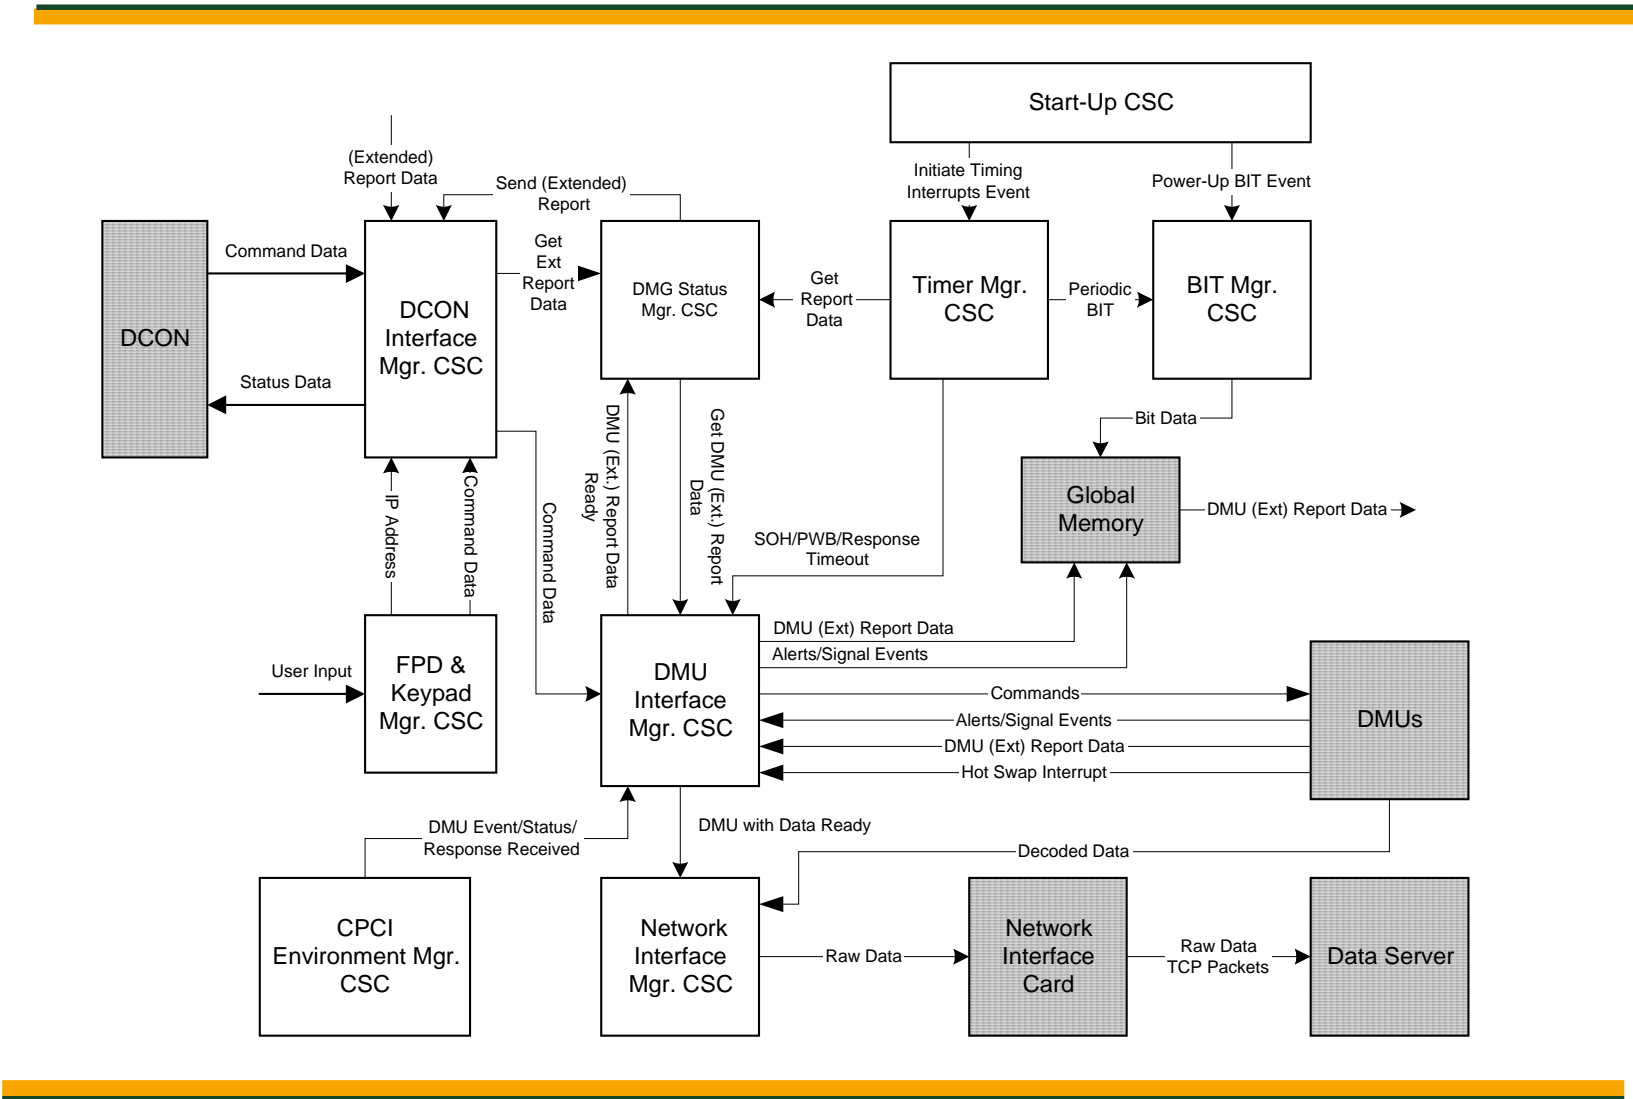 Start-Up CSC
(Extended)
Report Data
Send (Extended)
Report
Initiate Timing
Interrupts Event
Power-Up BIT Event
DCON
Command Data
Status Data
DCON
Interface
Mgr. CSC
Get
Ext
Report
Data
DMG Status
Mgr. CSC
Get
Report
Data
Timer Mgr.
CSC
Periodic
BIT
BIT Mgr.
CSC
Bit Data
Global
Memory
DMU (Ext) Report Data
IP Address
Command Data
Command Data
DMU (Ext.) Report Data
Ready
Get DMU (Ext.) Report
Data
SOH/PWB/Response
Timeout
User Input
FPD &
Keypad
Mgr. CSC
DMU
Interface
Mgr. CSC
DMU (Ext) Report Data
Alerts/Signal Events
Commands
Alerts/Signal Events
DMU (Ext) Report Data
Hot Swap Interrupt
DMUs
DMU Event/Status/
Response Received
DMU with Data Ready
Decoded Data
CPCI
Environment Mgr.
CSC
Network
Interface
Mgr. CSC
Raw Data
Network
Interface
Card
Raw Data
TCP Packets
Data Server